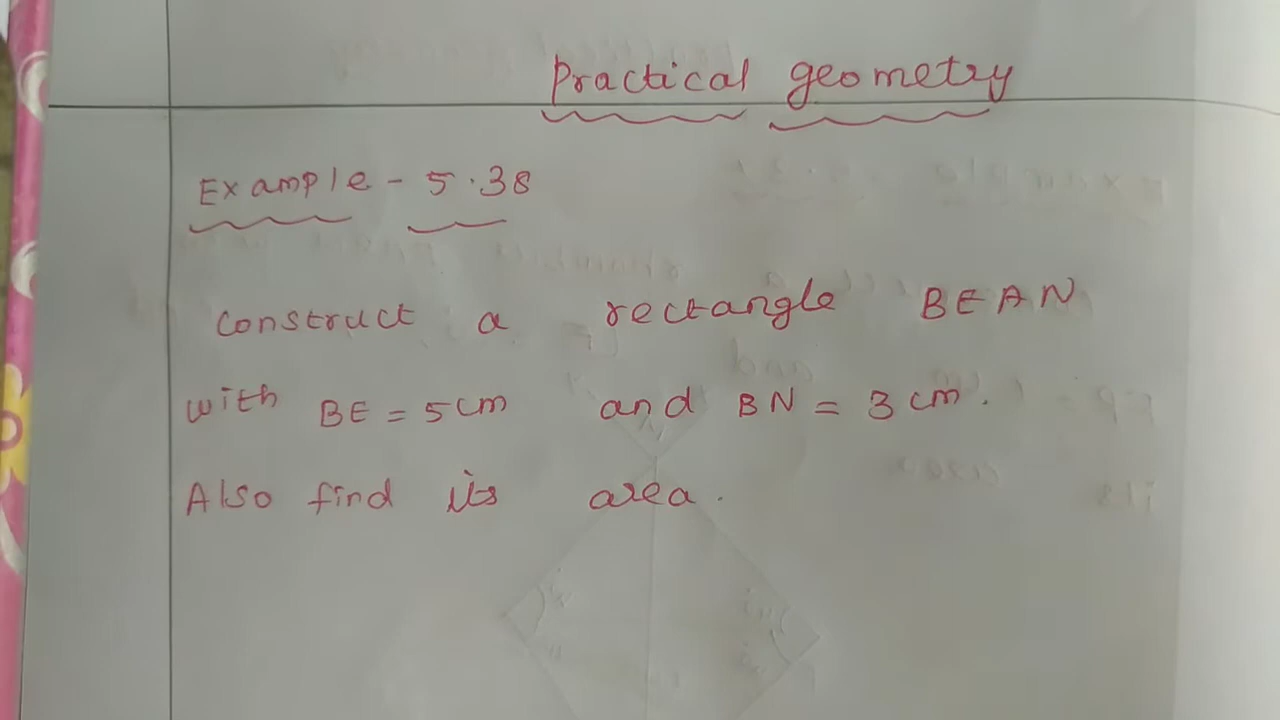 Practical geometry
Example - 5.38
construct a rectangle BEAN
with BE = 5cm and BN = 3cm.
Also find its area.